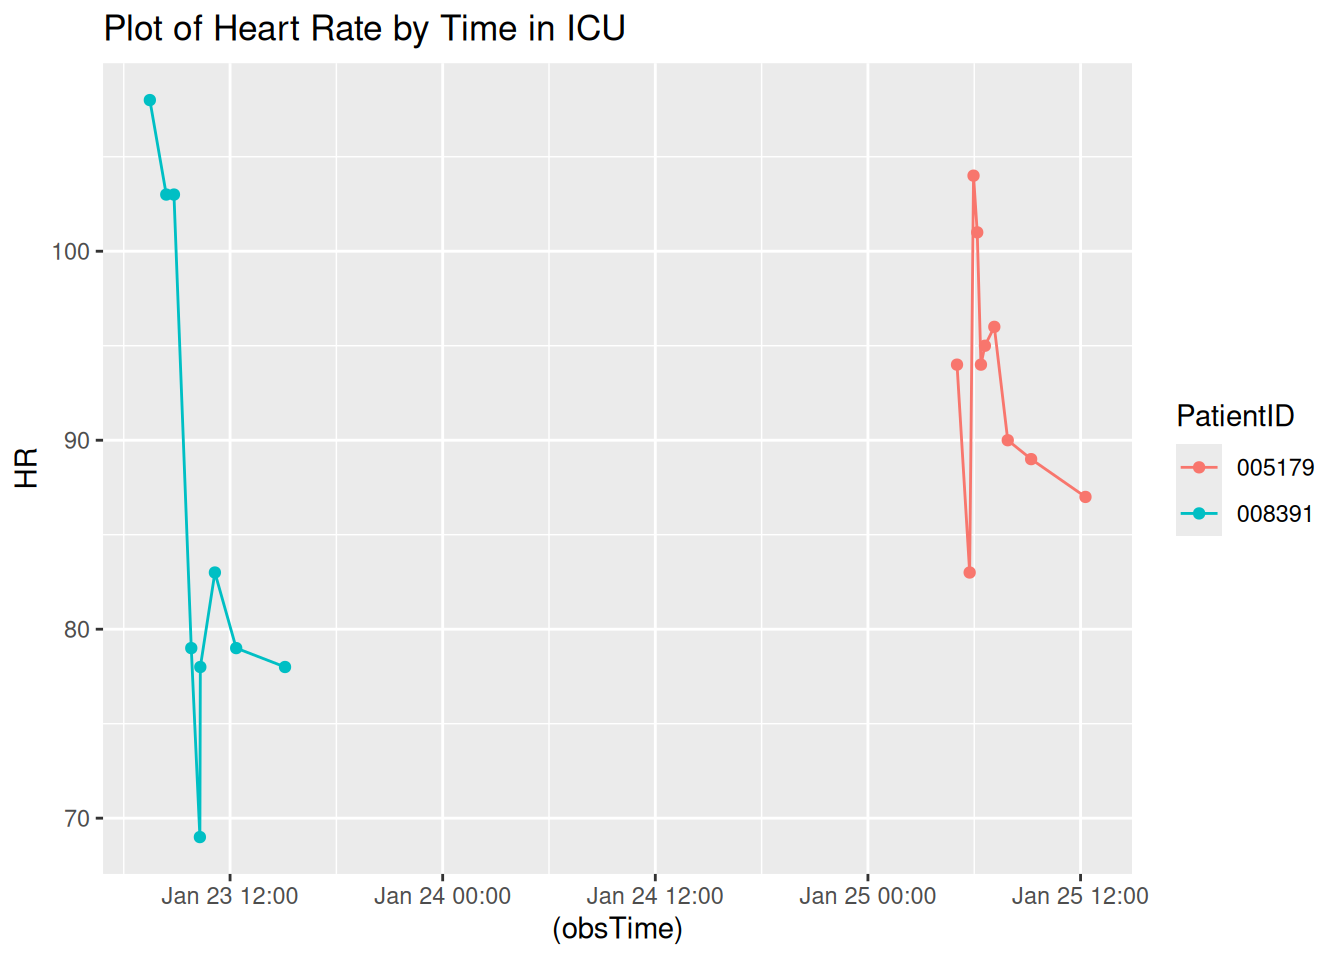 Plot of Heart Rate by Time in ICU
100
90
80
70
HR
Jan 23 12:00
Jan 24 00:00
Jan 24 12:00
Jan 25 00:00
Jan 25 12:00
(obsTime)
PatientID
005179
008391